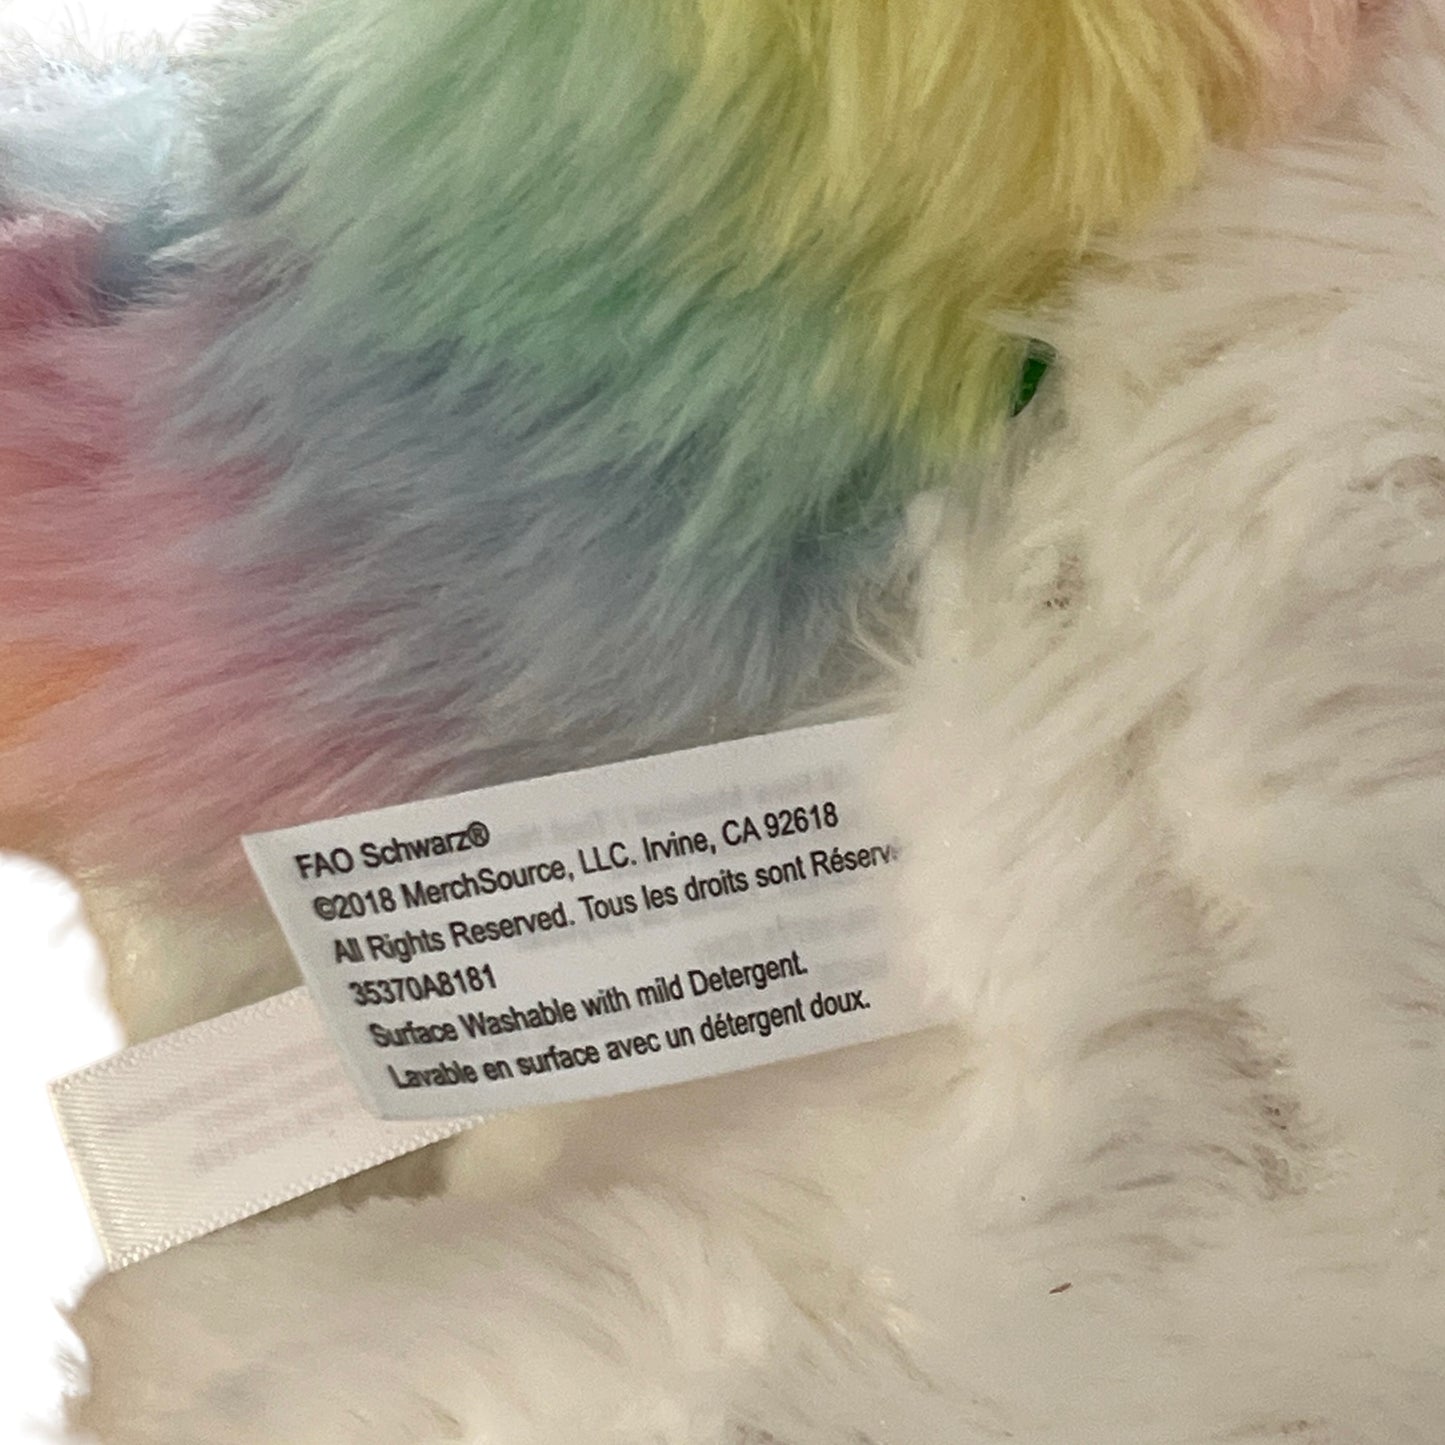 FAO Schwarz®
©2018 MerchSource, LLC. Irvine, CA 92618
All Rights Reserved. Tous les droits sont
35370A8181
Surface Washable with mild Detergent.
Lavable en surface avec un détergent doux.